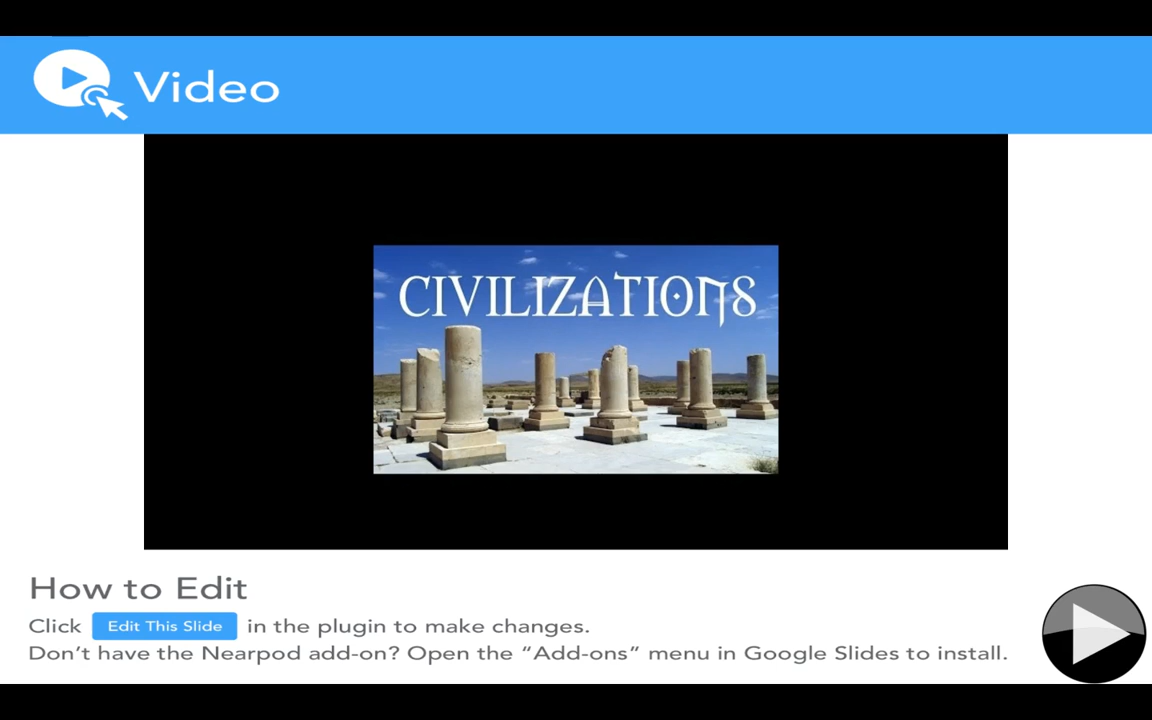 Video
CIVILIZATIONS
How to Edit
Click Edit This Slide in the plugin to make changes.
Don’t have the Nearpod add-on? Open the “Add-ons” menu in Google Slides to install.